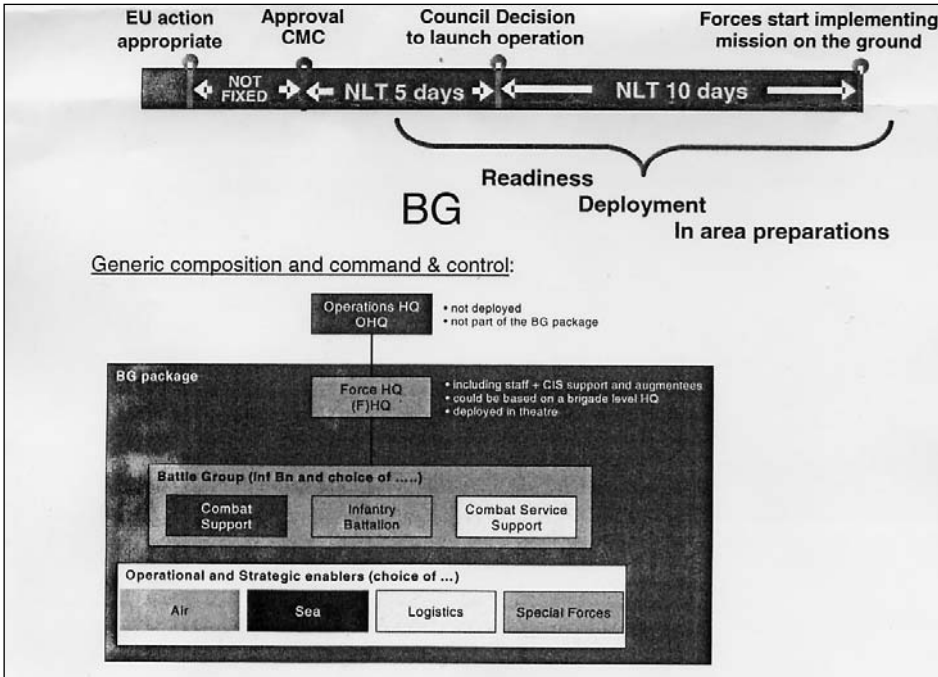 EU action
appropriate
Approval
CMC
Council Decision
to launch operation
Forces start implementing
mission on the ground
NOT
FIXED
NLT 5 days
NLT 10 days
Readiness
Deployment
In area preparations
BG
Generic composition and command & control:
Operations HQ
OHQ
• not deployed
• not part of the BG package
BG package
Force HQ
(F)HQ
• including staff + CIS support and augmentees
• could be based on a brigade level HQ
• deployed in theatre
Battle Group (Inf Bn and choice of .....)
Combat
Support
Infantry
Battalion
Combat Service
Support
Operational and Strategic enablers (choice of ...)
Air
Sea
Logistics
Special Forces